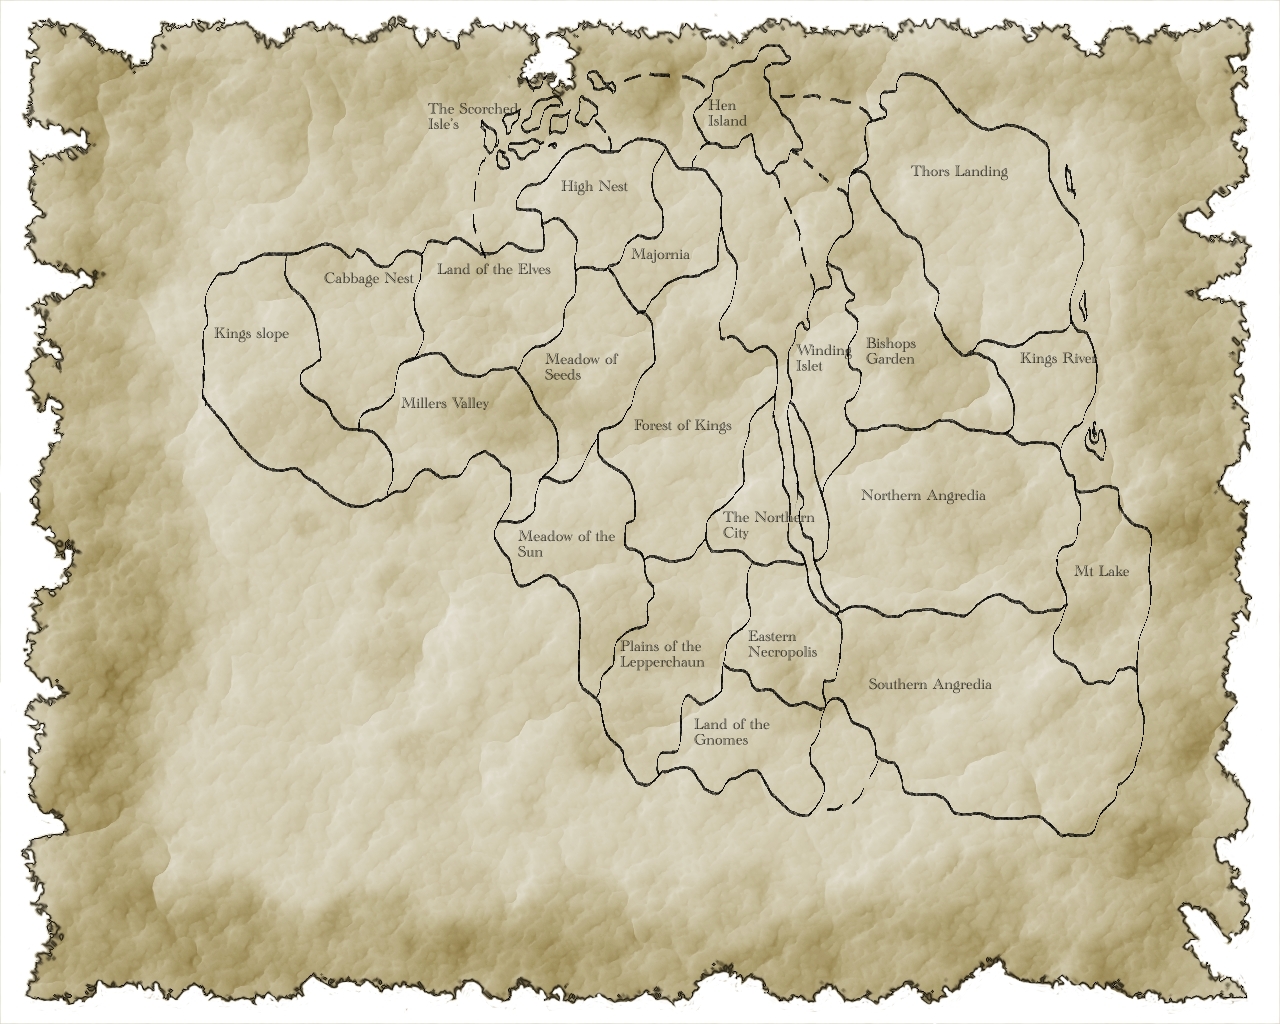 The Scorched
Isle's
Hen
Island
Thors Landing
High Nest
Majornia
Land of the Elves
Cabbage Nest
Kings slope
Winding
Islet
Bishops
Garden
Kings River
Meadow of
Seeds
Millers Valley
Forest of Kings
Northern Angredia
The Northern
City
Meadow of the
Sun
Mt Lake
Eastern
Necropolis
Plains of the
Lepperchaun
Southern Angredia
Land of the
Gnomes